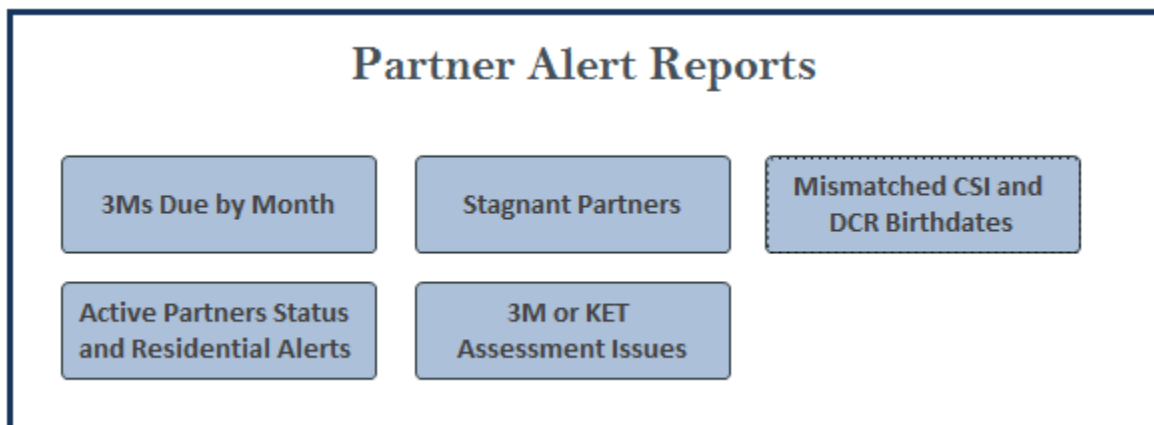 Partner Alert Reports
3Ms Due by Month
Stagnant Partners
Mismatched CSI and
DCR Birthdates
Active Partners Status
and Residential Alerts
3M or KET
Assessment Issues